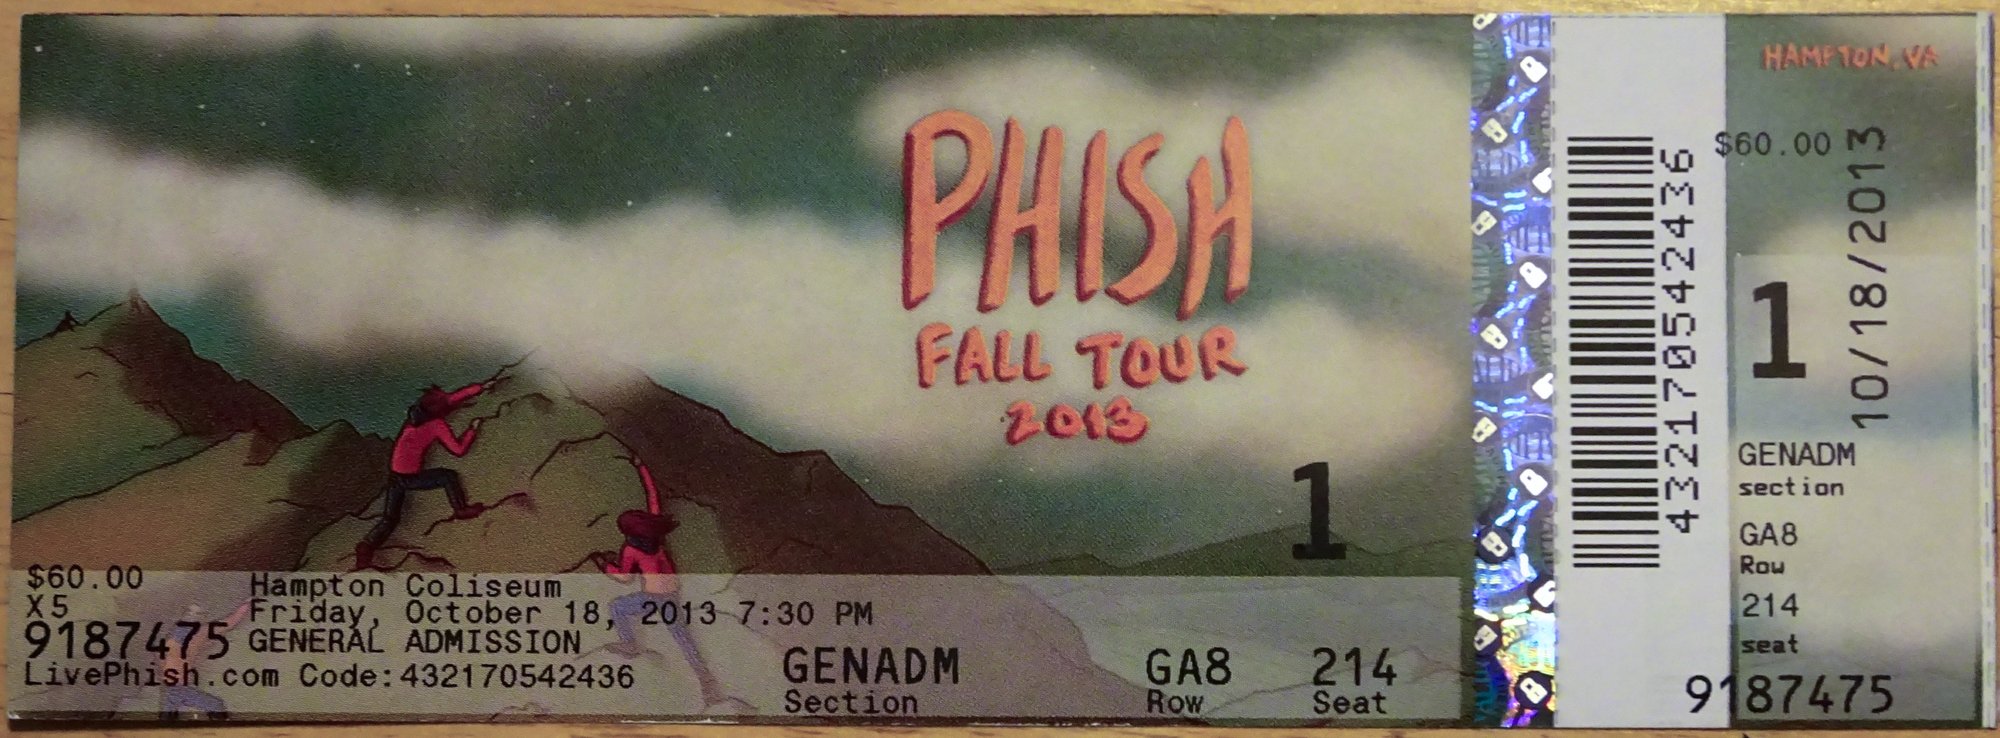 PHISH
FALL TOUR
2013
1
$60.00
X5
9187475
LivePhish.com Code:432170542436
Hampton Coliseum
Friday, October 18, 2013 7:30 PM
GENERAL ADMISSION
GENADM
Section
GA8
Row
214
Seat
432170542436
HAMPTON, VA
$60.00
10/18/2013
1
GENADM
section
GA8
Row
214
seat
9187475